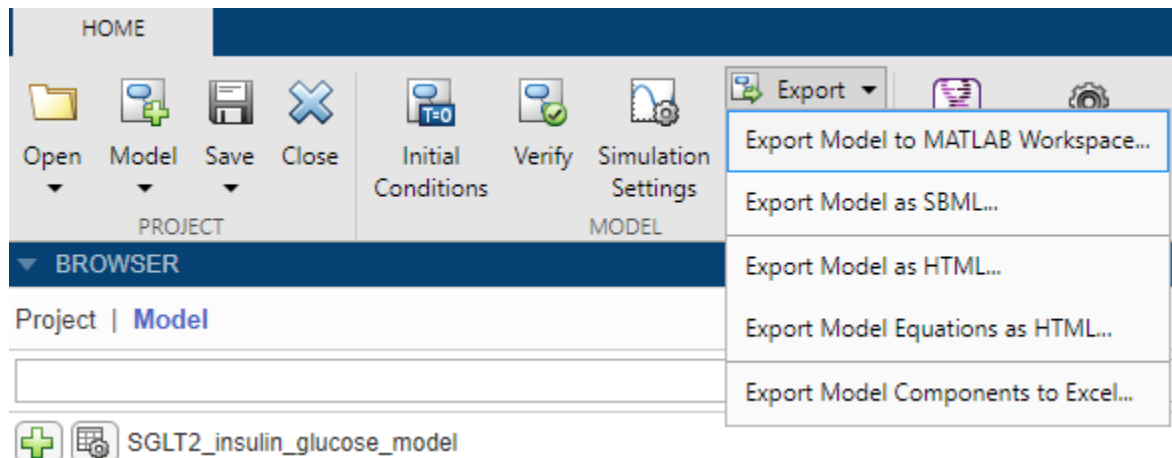 HOME
Open Model Save Close Initial Conditions Verify Simulation Settings Export
T=0
PROJECT MODEL
Export Model to MATLAB Workspace...
Export Model as SBML...
Export Model as HTML...
Export Model Equations as HTML...
Export Model Components to Excel...
BROWSER
Project | Model
SGLT2_insulin_glucose_model